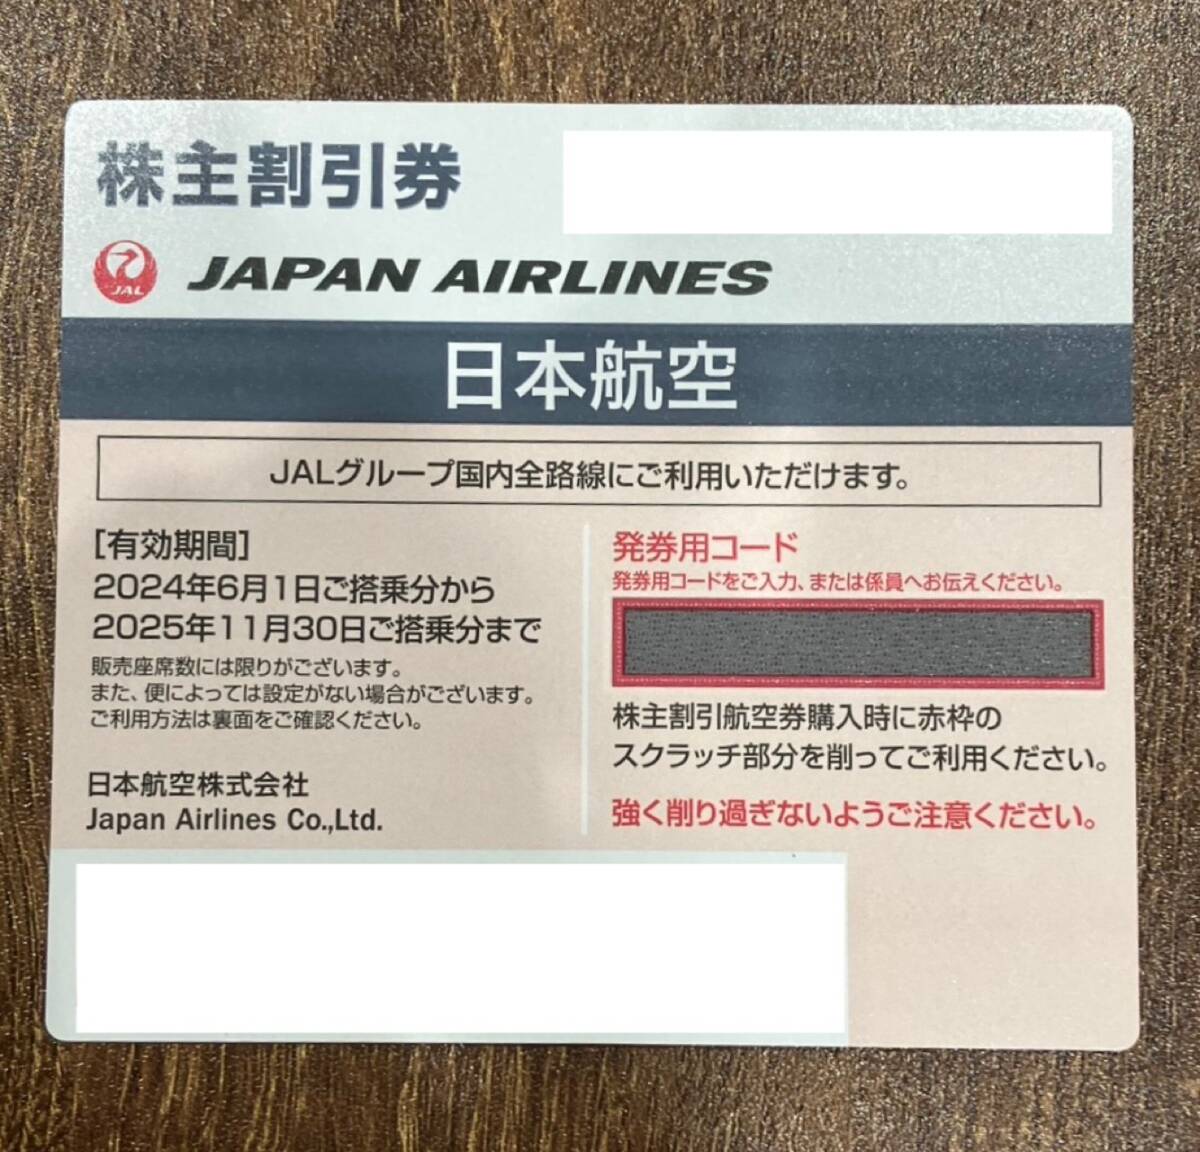 株主割引券
JAL
JAPAN AIRLINES
日本航空
JALグループ国内全路線にご利用いただけます。
[有効期間]
2024年6月1日ご搭乗分から
2025年11月30日ご搭乗分まで
販売座席数には限りがございます。
また、便によっては設定がない場合がございます。
ご利用方法は裏面をご確認ください。
日本航空株式会社
Japan Airlines Co.,Ltd.
発券用コード
発券用コードをご入力、または係員へお伝えください。
株主割引航空券購入時に赤枠の
スクラッチ部分を削ってご利用ください。
強く削り過ぎないようご注意ください。